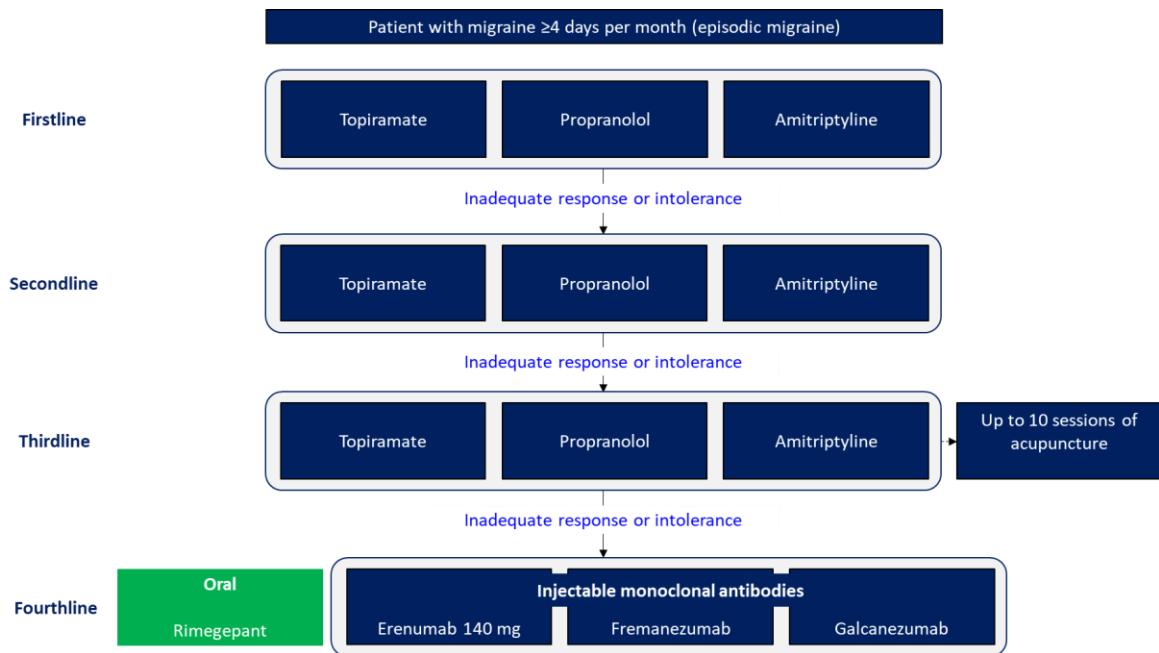 Patient with migraine ≥4 days per month (episodic migraine)
Firstline
Topiramate
Propranolol
Amitriptyline
Inadequate response or intolerance
Secondline
Topiramate
Propranolol
Amitriptyline
Inadequate response or intolerance
Thirdline
Topiramate
Propranolol
Amitriptyline
Up to 10 sessions of
acupuncture
Inadequate response or intolerance
Fourthline
Oral
Rimegepant
Injectable monoclonal antibodies
Erenumab 140 mg
Fremanezumab
Galcanezumab